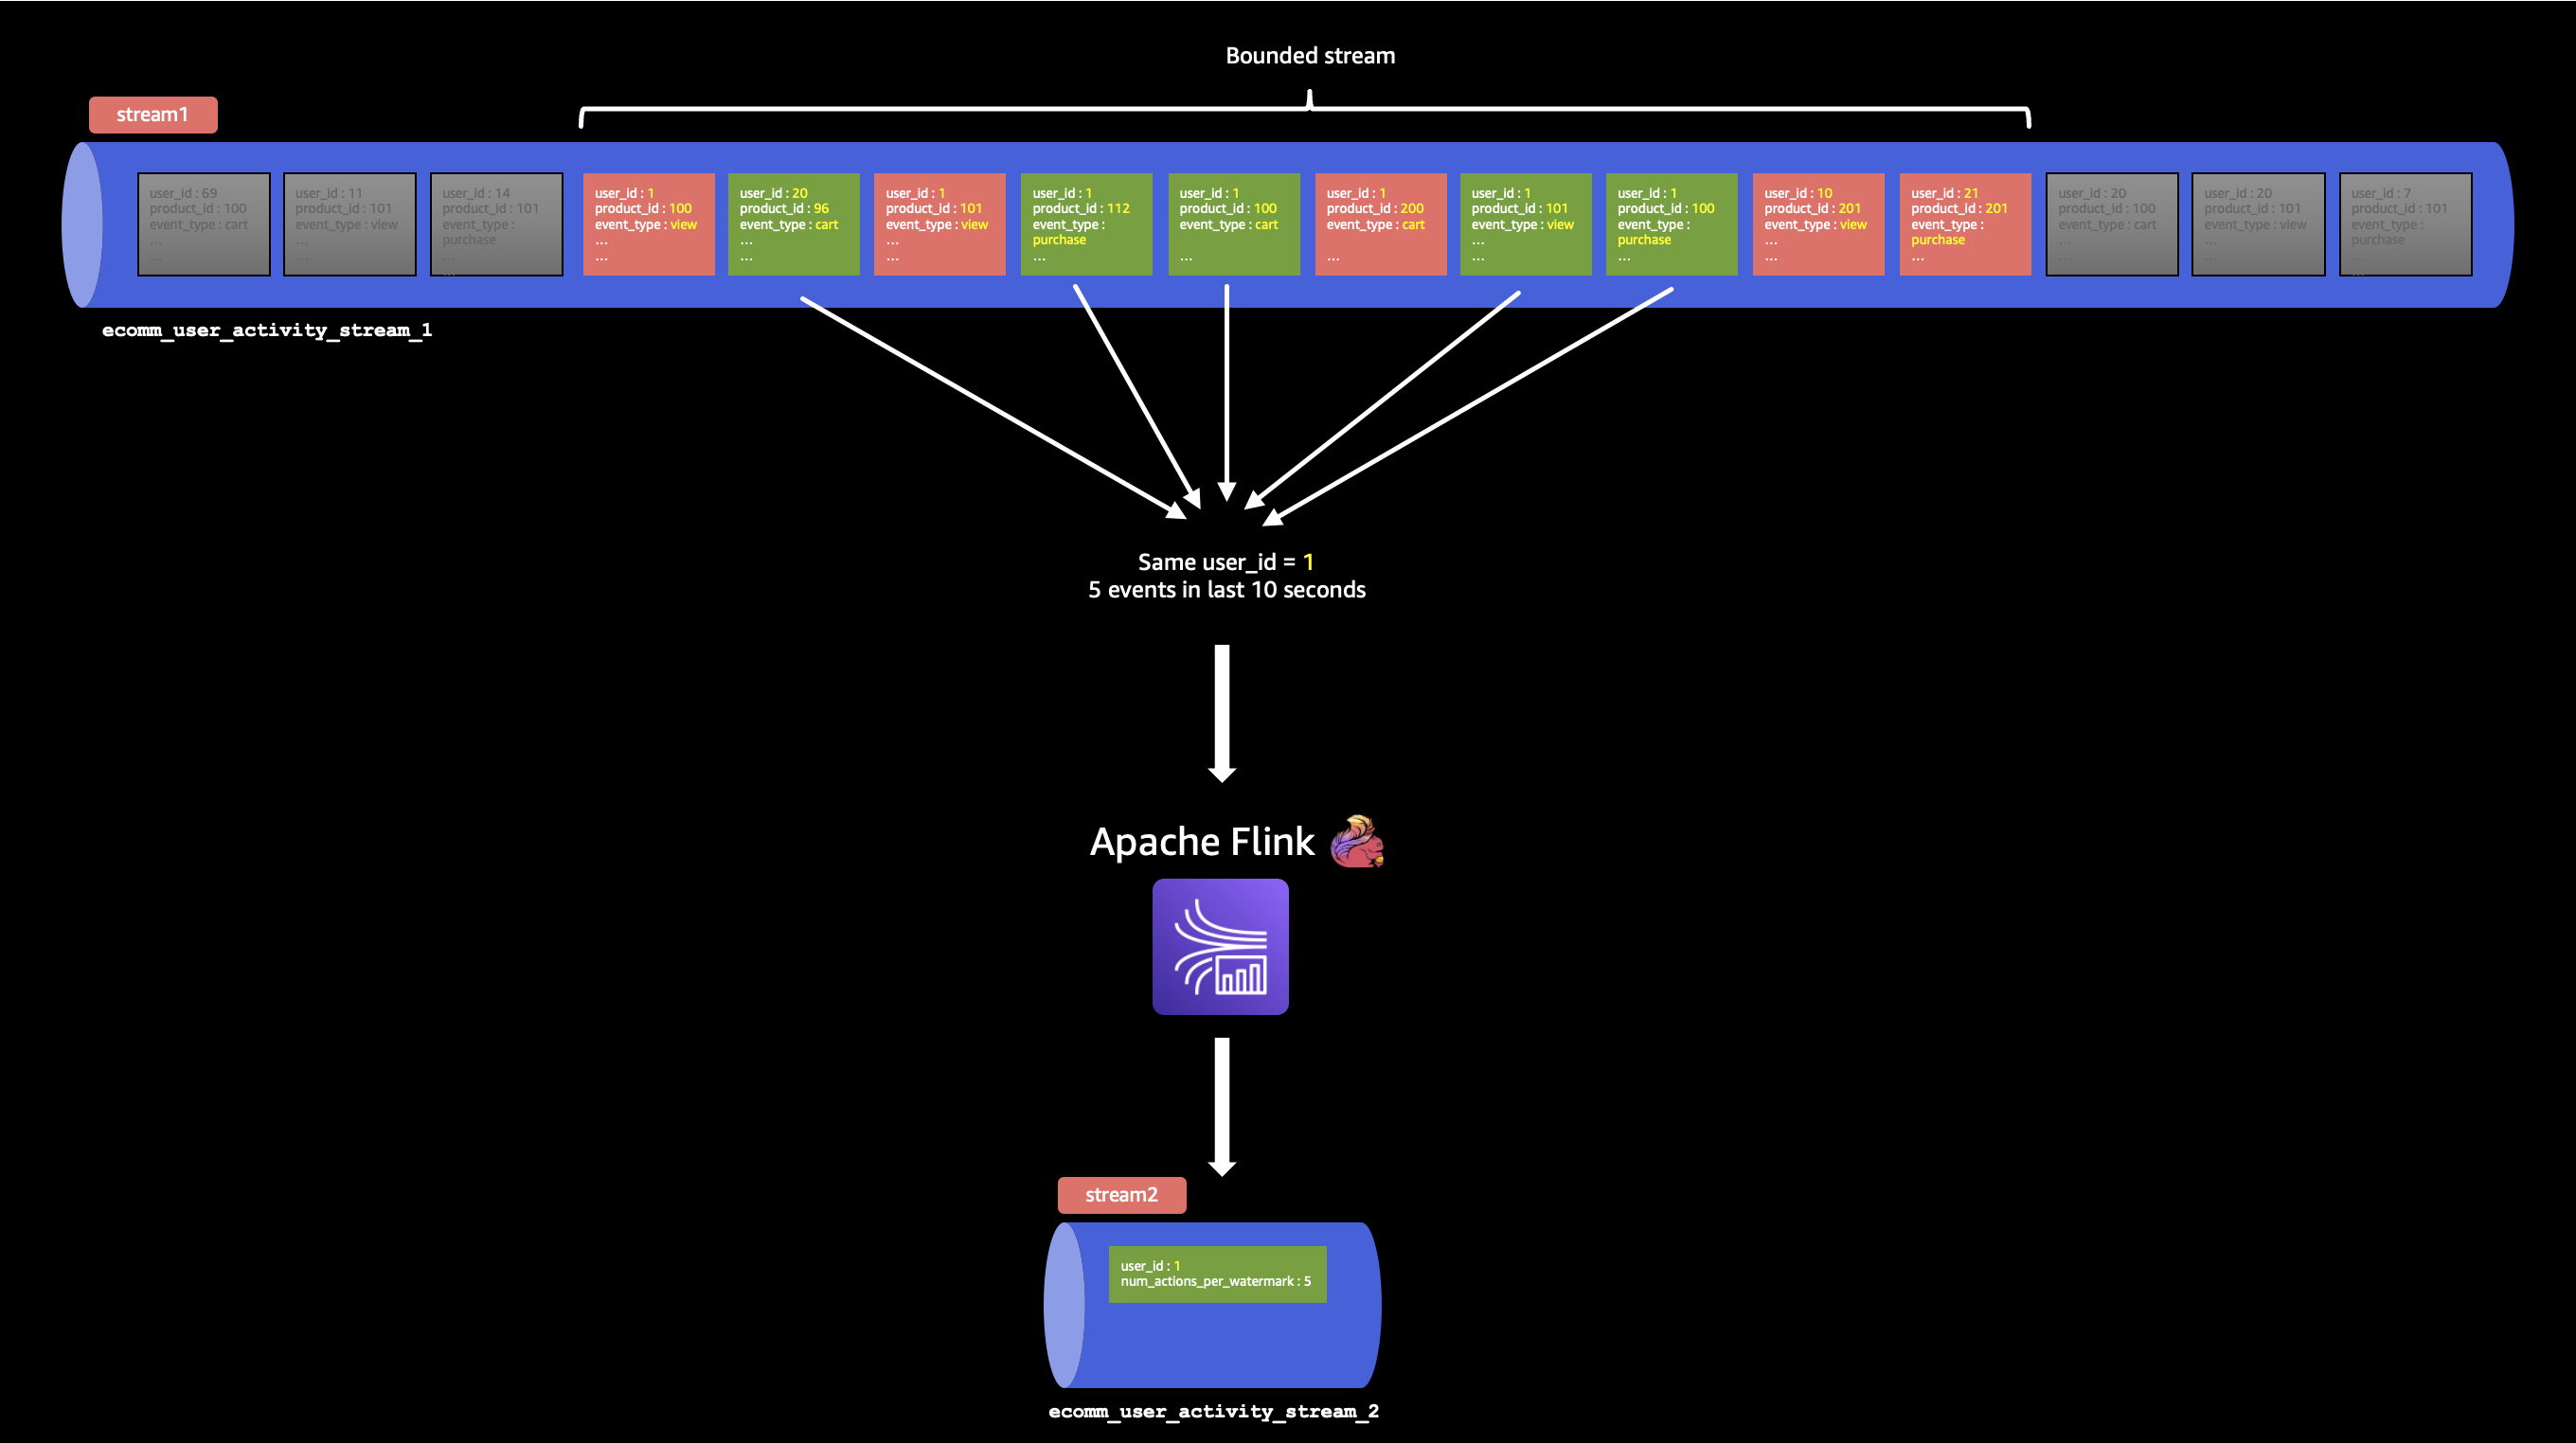 Bounded stream
stream1
user_id : 69
product_id : 100
event_type : cart
...
...
user_id : 11
product_id : 101
event_type : view
...
...
user_id : 14
product_id : 101
event_type :
purchase
...
...
user_id : 1
product_id : 100
event_type : view
...
...
user_id : 20
product_id : 96
event_type : cart
...
...
user_id : 1
product_id : 101
event_type : view
...
...
user_id : 1
product_id : 112
event_type :
purchase
...
user_id : 1
product_id : 100
event_type : cart
...
user_id : 1
product_id : 200
event_type : cart
...
user_id : 1
product_id : 101
event_type : view
...
...
user_id : 1
product_id : 100
event_type :
purchase
...
user_id : 10
product_id : 201
event_type : view
...
...
user_id : 21
product_id : 201
event_type :
purchase
...
user_id : 20
product_id : 100
event_type : cart
...
...
user_id : 20
product_id : 101
event_type : view
...
...
user_id : 7
product_id : 101
event_type :
purchase
...
...
ecomm_user_activity_stream_1
Same user_id = 1
5 events in last 10 seconds
Apache Flink
stream2
user_id : 1
num_actions_per_watermark : 5
ecomm_user_activity_stream_2